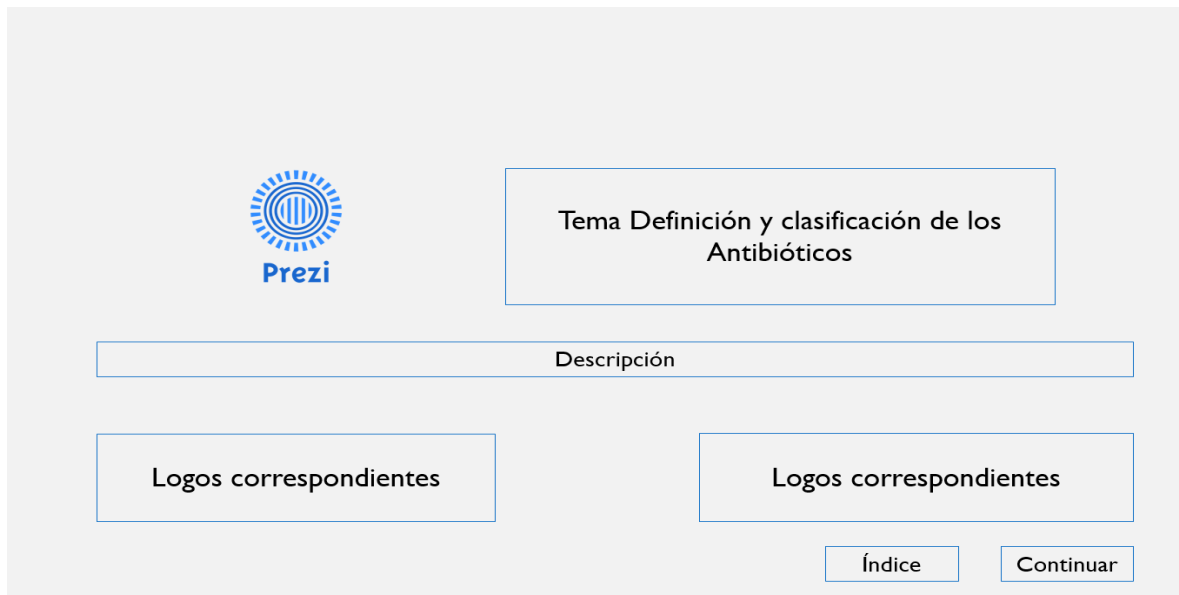 Prezi
Tema Definición y clasificación de los
Antibióticos
Descripción
Logos correspondientes
Logos correspondientes
Índice
Continuar